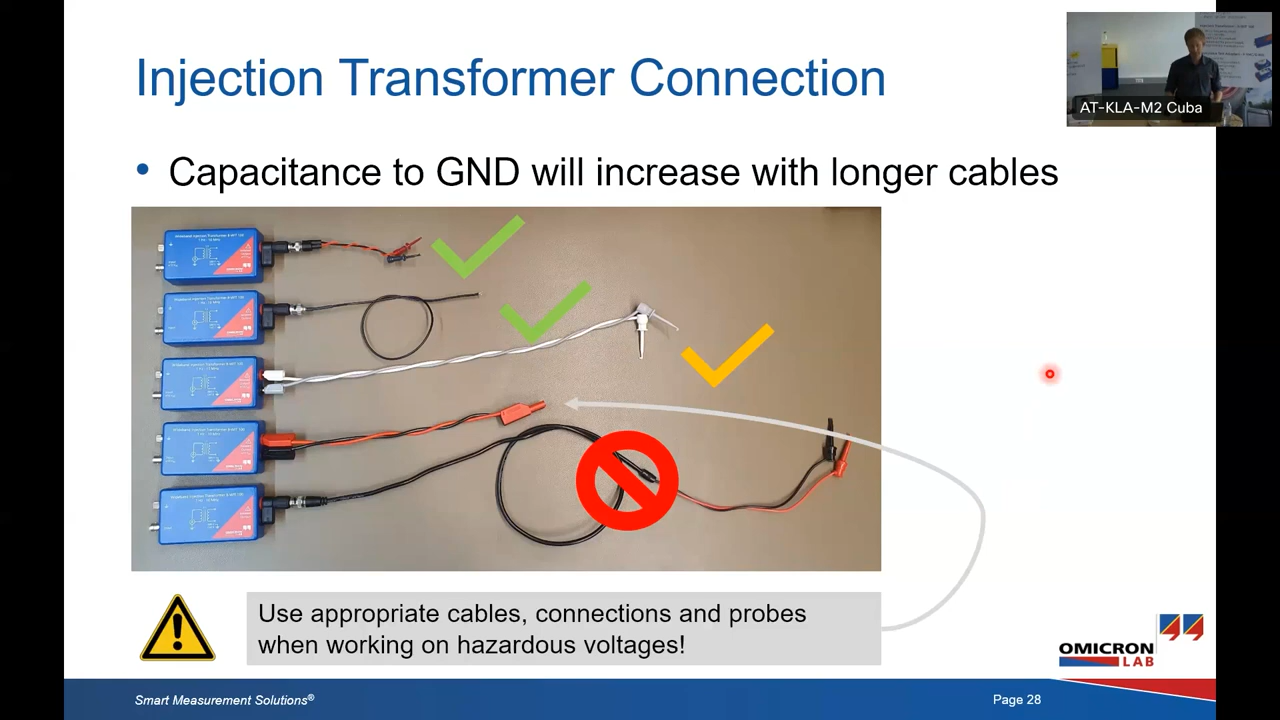 Injection Transformer Connection
AT-KLA-M2 Cuba
• Capacitance to GND will increase with longer cables
Use appropriate cables, connections and probes
when working on hazardous voltages!
OMICRON
LAB
Smart Measurement Solutions®
Page 28